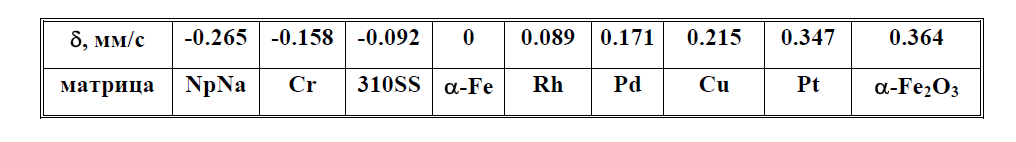 δ, мм/с -0.265 -0.158 -0.092 0 0.089 0.171 0.215 0.347 0.364
матрица NpNa Cr 310SS α-Fe Rh Pd Cu Pt α-Fe₂O₃